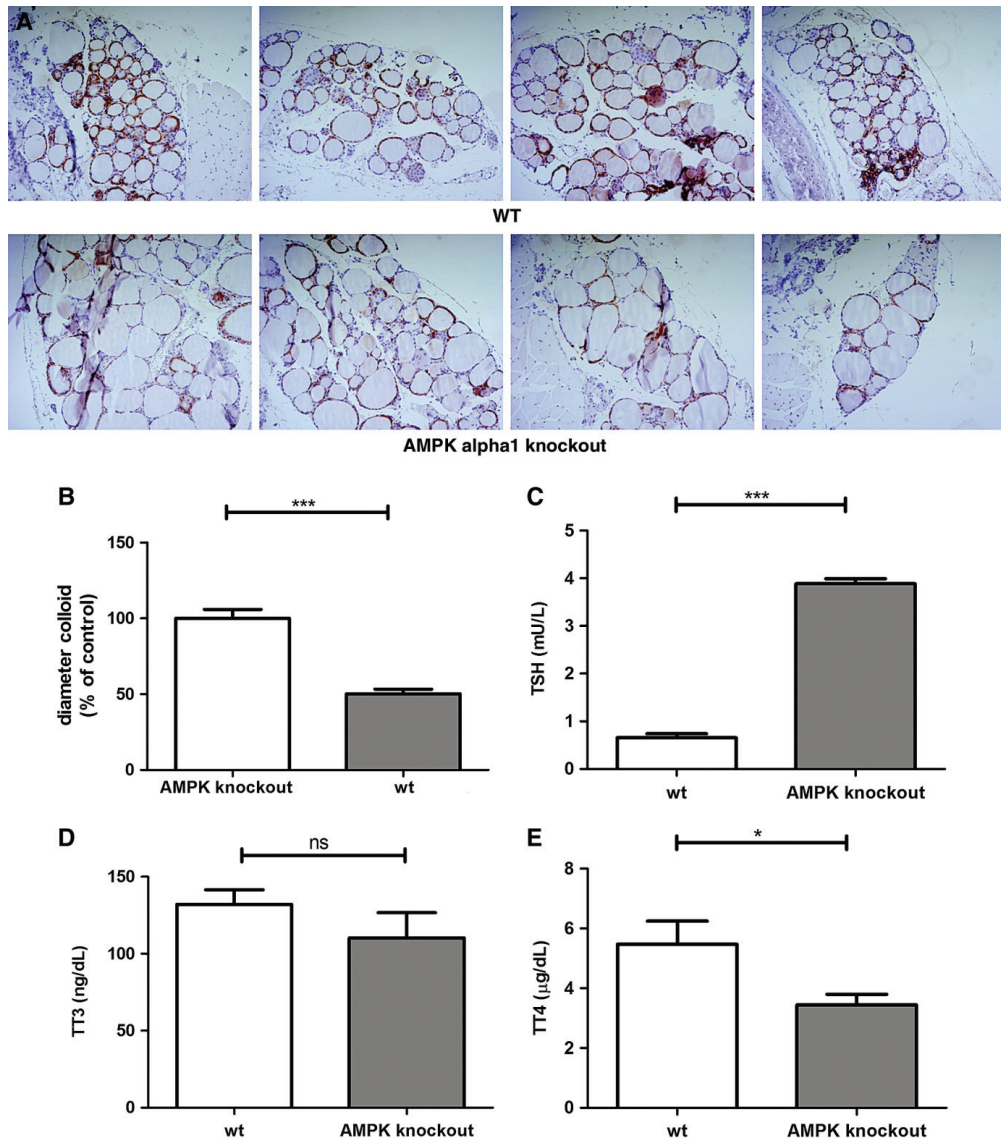 A
WT
AMPK alpha1 knockout
B
***
150
100
50
0
diameter colloid
(% of control)
AMPK knockout
wt
C
***
5
4
3
2
1
0
TSH (mU/L)
wt
AMPK knockout
D
ns
150
100
50
0
TT3 (ng/dL)
wt
AMPK knockout
E
*
8
6
4
2
0
TT4 (µg/dL)
wt
AMPK knockout